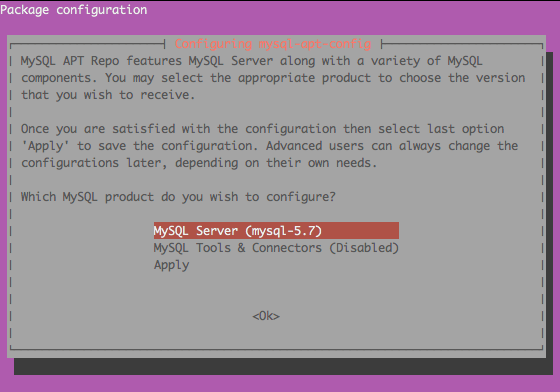 Package configuration
Configuring mysql-apt-config
MySQL APT Repo features MySQL Server along with a variety of MySQL
components. You may select the appropriate product to choose the version
that you wish to receive.
Once you are satisfied with the configuration then select last option
'Apply' to save the configuration. Advanced users can always change the
configurations later, depending on their own needs.
Which MySQL product do you wish to configure?
MySQL Server (mysql-5.7)
MySQL Tools & Connectors (Disabled)
Apply
<Ok>